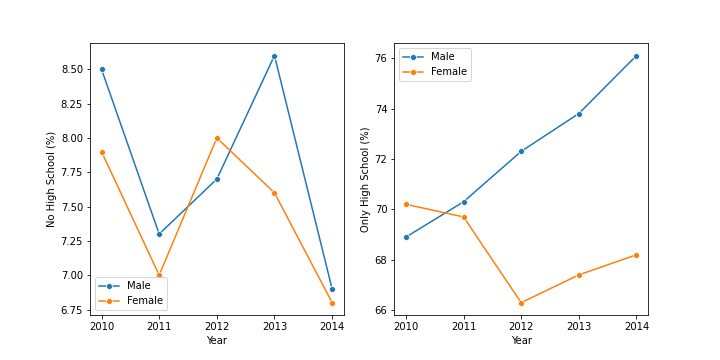 No High School (%)
8.50
8.25
8.00
7.75
7.50
7.25
7.00
6.75
2010 2011 2012 2013 2014
Year
Male
Female
Only High School (%)
76
74
72
70
68
66
2010 2011 2012 2013 2014
Year
Male
Female